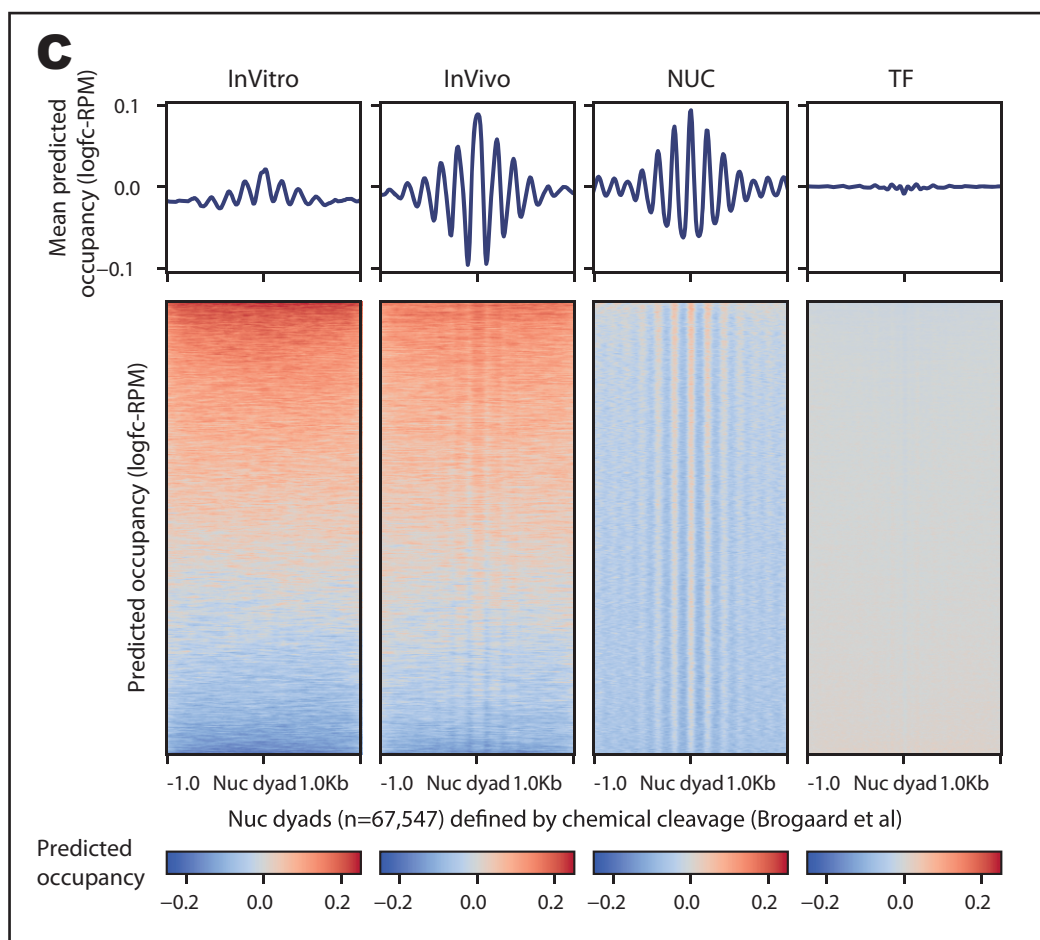 C
InVitro InVivo NUC TF
Mean predicted
occupancy (logfc-RPM)
0.1
0.0
−0.1
Predicted occupancy (logfc-RPM)
-1.0 Nuc dyad 1.0Kb -1.0 Nuc dyad 1.0Kb -1.0 Nuc dyad 1.0Kb -1.0 Nuc dyad 1.0Kb
Nuc dyads (n=67,547) defined by chemical cleavage (Brogaard et al)
Predicted
occupancy
−0.2 0.0 0.2 −0.2 0.0 0.2 −0.2 0.0 0.2 −0.2 0.0 0.2